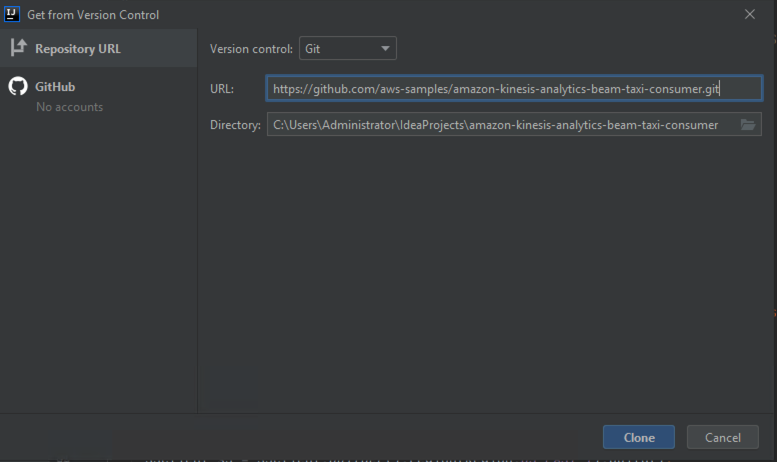 IJ
Get from Version Control
Repository URL
Version control: Git
GitHub
No accounts
URL: https://github.com/aws-samples/amazon-kinesis-analytics-beam-taxi-consumer.git
Directory: C:\Users\Administrator\IdeaProjects\amazon-kinesis-analytics-beam-taxi-consumer
Clone
Cancel